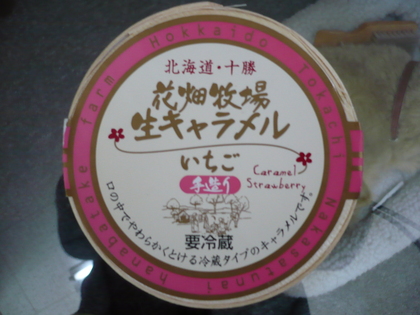 Hokkaido Tokachi Nakasatsunai hanabatake farm
北海道・十勝
花畑牧場
生キャラメル
いちご
Caramel
Strawberry
手造り
要冷蔵
口の中でやわらかくとける冷蔵タイプのキャラメルです。